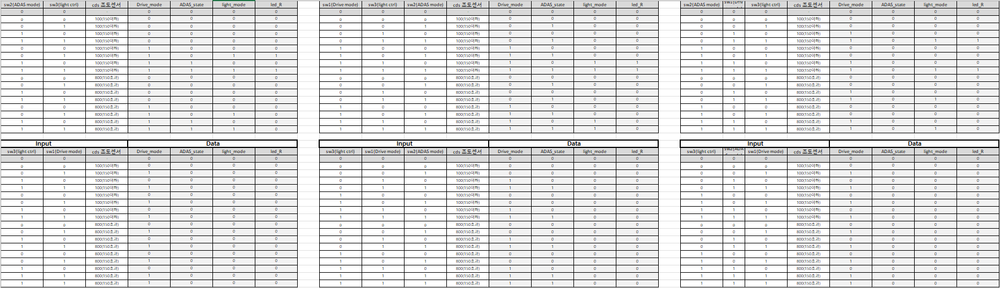 sw2(ADAS mode) sw3(light ctrl) cds 조도센서 Drive_mode ADAS_state light_mode led_R
0 0 - 0 0 0 0
0 0 100(150이하) 0 0 0 0
0 1 100(150이하) 0 0 0 0
1 0 100(150이하) 0 0 0 0
1 1 100(150이하) 0 0 0 0
0 0 100(150이하) 1 0 0 0
0 1 100(150이하) 1 0 1 1
1 0 100(150이하) 1 1 0 0
1 1 100(150이하) 1 1 1 1
0 0 800(150초과) 0 0 0 0
0 1 800(150초과) 0 0 0 0
1 0 800(150초과) 0 0 0 0
1 1 800(150초과) 0 0 0 0
0 0 800(150초과) 1 0 0 0
0 1 800(150초과) 1 0 1 0
1 0 800(150초과) 1 1 0 0
1 1 800(150초과) 1 1 1 0
sw1(Drive mode) sw3(light ctrl) sw2(ADAS mode) cds 조도센서 Drive_mode ADAS_state light_mode led_R
0 0 0 - 0 0 0 0
0 0 0 100(150이하) 0 0 0 0
0 0 1 100(150이하) 0 1 0 0
0 1 0 100(150이하) 0 0 0 0
0 1 1 100(150이하) 0 1 0 0
1 0 0 100(150이하) 1 0 0 0
1 0 1 100(150이하) 1 1 0 0
1 1 0 100(150이하) 1 0 1 1
1 1 1 100(150이하) 1 1 1 1
0 0 0 800(150초과) 0 0 0 0
0 0 1 800(150초과) 0 1 0 0
0 1 0 800(150초과) 0 0 0 0
0 1 1 800(150초과) 0 1 0 0
1 0 0 800(150초과) 1 0 0 0
1 0 1 800(150초과) 1 1 0 0
1 1 0 800(150초과) 1 0 1 0
1 1 1 800(150초과) 1 1 1 0
sw2(ADAS mode) sw1(Driv sw3(light ctrl) cds 조도센서 Drive_mode ADAS_state light_mode led_R
0 0 0 - 0 0 0 0
0 0 0 100(150이하) 0 0 0 0
0 0 1 100(150이하) 0 0 0 0
0 1 0 100(150이하) 1 0 0 0
0 1 1 100(150이하) 1 0 1 1
1 0 0 100(150이하) 0 0 0 0
1 0 1 100(150이하) 0 0 0 0
1 1 0 100(150이하) 1 0 0 0
1 1 1 100(150이하) 1 0 1 1
0 0 0 800(150초과) 0 0 0 0
0 0 1 800(150초과) 0 0 0 0
0 1 0 800(150초과) 1 0 0 0
0 1 1 800(150초과) 1 0 1 0
1 0 0 800(150초과) 0 0 0 0
1 0 1 800(150초과) 0 0 0 0
1 1 0 800(150초과) 1 0 0 0
1 1 1 800(150초과) 1 0 1 0
Input Data
sw3(light ctrl) sw1(Drive mode) cds 조도센서 Drive_mode ADAS_state light_mode led_R
0 0 - 0 0 0 0
0 0 100(150이하) 0 0 0 0
0 1 100(150이하) 1 0 0 0
1 0 100(150이하) 0 0 0 0
1 1 100(150이하) 1 0 0 0
0 0 100(150이하) 0 0 0 0
0 1 100(150이하) 1 0 0 0
1 0 100(150이하) 0 0 0 0
1 1 100(150이하) 1 0 0 0
0 0 800(150초과) 0 0 0 0
0 1 800(150초과) 1 0 0 0
1 0 800(150초과) 0 0 0 0
1 1 800(150초과) 1 0 0 0
0 0 800(150초과) 0 0 0 0
0 1 800(150초과) 1 0 0 0
1 0 800(150초과) 0 0 0 0
1 1 800(150초과) 1 0 0 0
1 1 800(150초과) 1 0 0 0
Input Data
sw3(light ctrl) sw1(Drive mode) sw2(ADAS mode) cds 조도센서 Drive_mode ADAS_state light_mode led_R
0 0 0 - 0 0 0 0
0 0 0 100(150이하) 0 0 0 0
0 0 1 100(150이하) 0 0 0 0
0 1 0 100(150이하) 1 0 0 0
0 1 1 100(150이하) 1 1 0 0
1 0 0 100(150이하) 0 0 0 0
1 0 1 100(150이하) 0 0 0 0
1 1 0 100(150이하) 1 0 0 0
1 1 1 100(150이하) 1 1 0 0
0 0 0 800(150초과) 0 0 0 0
0 0 1 800(150초과) 0 0 0 0
0 1 0 800(150초과) 1 0 0 0
0 1 1 800(150초과) 1 1 0 0
1 0 0 800(150초과) 0 0 0 0
1 0 1 800(150초과) 0 0 0 0
1 1 0 800(150초과) 1 0 0 0
1 1 1 800(150초과) 1 1 0 0
1 1 1 800(150초과) 1 1 0 0
Input Data
sw3(light ctrl) sw2(ADA sw1(Drive mode) cds 조도센서 Drive_mode ADAS_state light_mode led_R
0 0 0 - 0 0 0 0
0 0 0 100(150이하) 0 0 0 0
0 0 1 100(150이하) 1 0 0 0
0 1 0 100(150이하) 0 0 0 0
0 1 1 100(150이하) 1 0 0 0
1 0 0 100(150이하) 0 0 0 0
1 0 1 100(150이하) 1 0 0 0
1 1 0 100(150이하) 0 0 0 0
1 1 1 100(150이하) 1 0 0 0
0 0 0 800(150초과) 0 0 0 0
0 0 1 800(150초과) 1 0 0 0
0 1 0 800(150초과) 0 0 0 0
0 1 1 800(150초과) 1 0 0 0
1 0 0 800(150초과) 0 0 0 0
1 0 1 800(150초과) 1 0 0 0
1 1 0 800(150초과) 0 0 0 0
1 1 1 800(150초과) 1 0 0 0